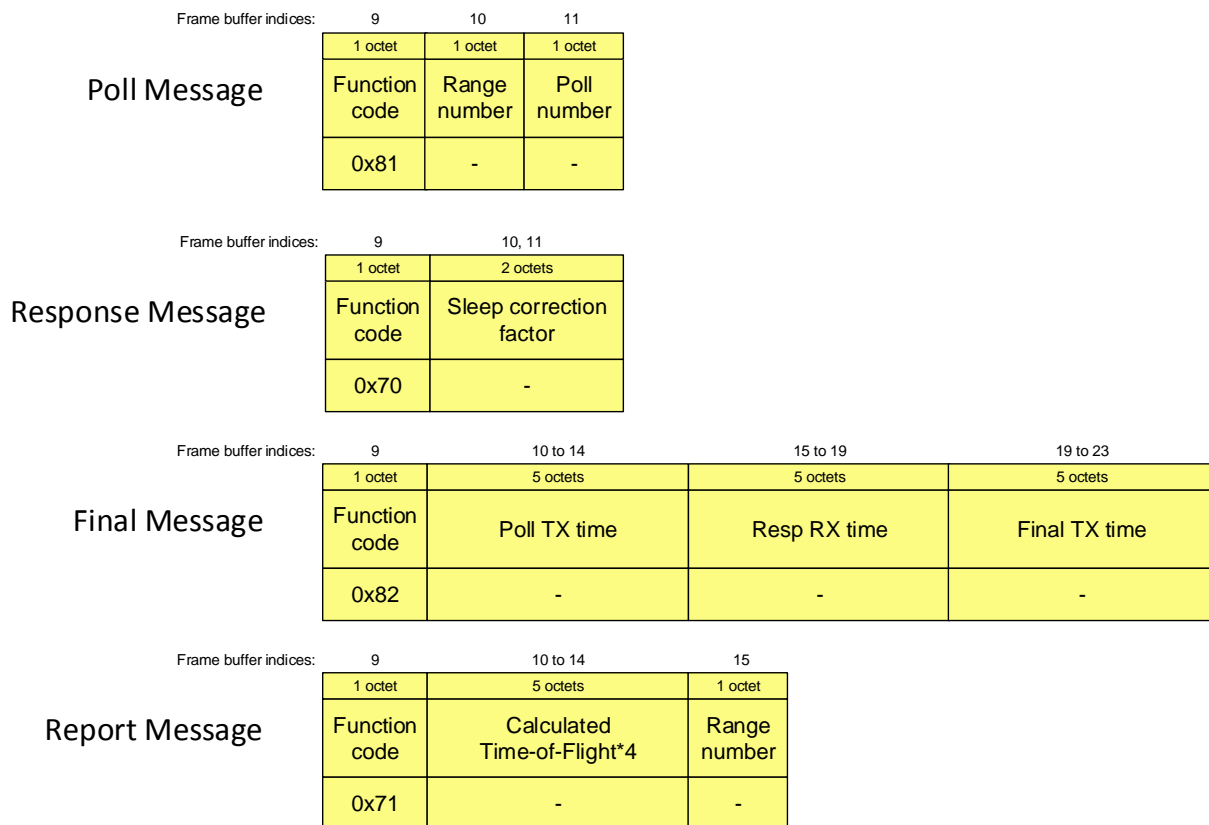 Frame buffer indices: 9 10 11
1 octet 1 octet 1 octet
Poll Message
Function code Range number Poll number
0x81 - -
Frame buffer indices: 9 10, 11
1 octet 2 octets
Response Message
Function code Sleep correction factor
0x70 -
Frame buffer indices: 9 10 to 14 15 to 19 19 to 23
1 octet 5 octets 5 octets 5 octets
Final Message
Function code Poll TX time Resp RX time Final TX time
0x82 - - -
Frame buffer indices: 9 10 to 14 15
1 octet 5 octets 1 octet
Report Message
Function code Calculated Time-of-Flight*4 Range number
0x71 - -